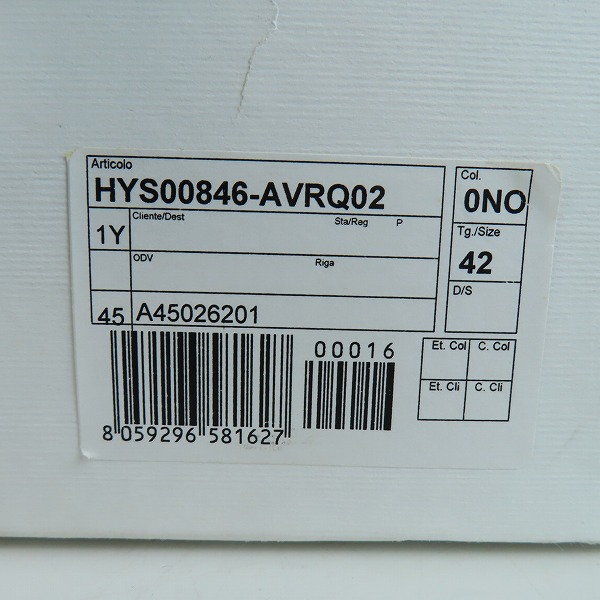 Articolo
HYS00846-AVRQ02
Col.
0NO
1Y
Cliente/Dest Sta/Reg P
Tg./Size
42
ODV Riga
D/S
45 A45026201
00016
Et. Col C. Col
Et. Cli C. Cli
8 059296 581627